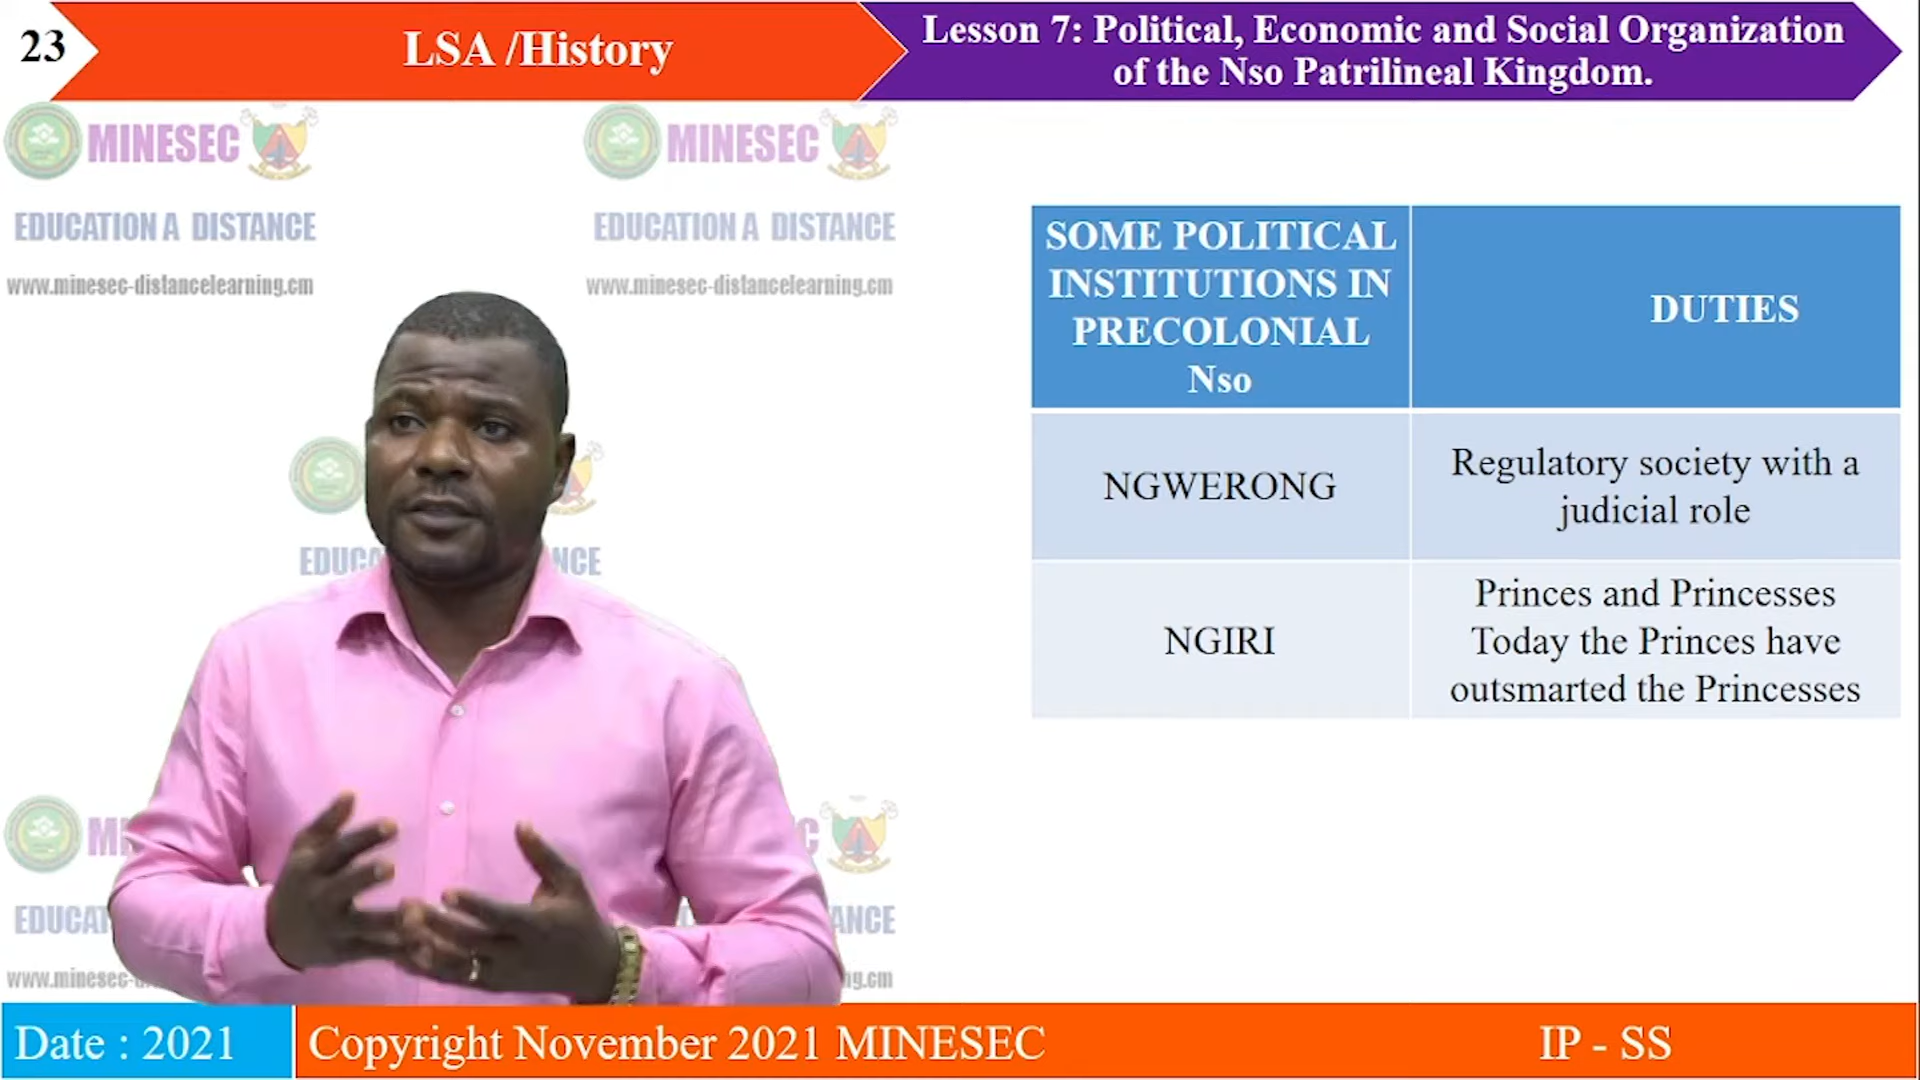 23
LSA /History
Lesson 7: Political, Economic and Social Organization
of the Nso Patrilineal Kingdom.
MINESEC
EDUCATION A DISTANCE
www.minesec-distancelearning.cm
MINESEC
EDUCATION A DISTANCE
www.minesec-distancelearning.cm
SOME POLITICAL
INSTITUTIONS IN
PRECOLONIAL
Nso
DUTIES
NGWERONG
Regulatory society with a
judicial role
NGIRI
Princes and Princesses
Today the Princes have
outsmarted the Princesses
Date : 2021
Copyright November 2021 MINESEC
IP - SS